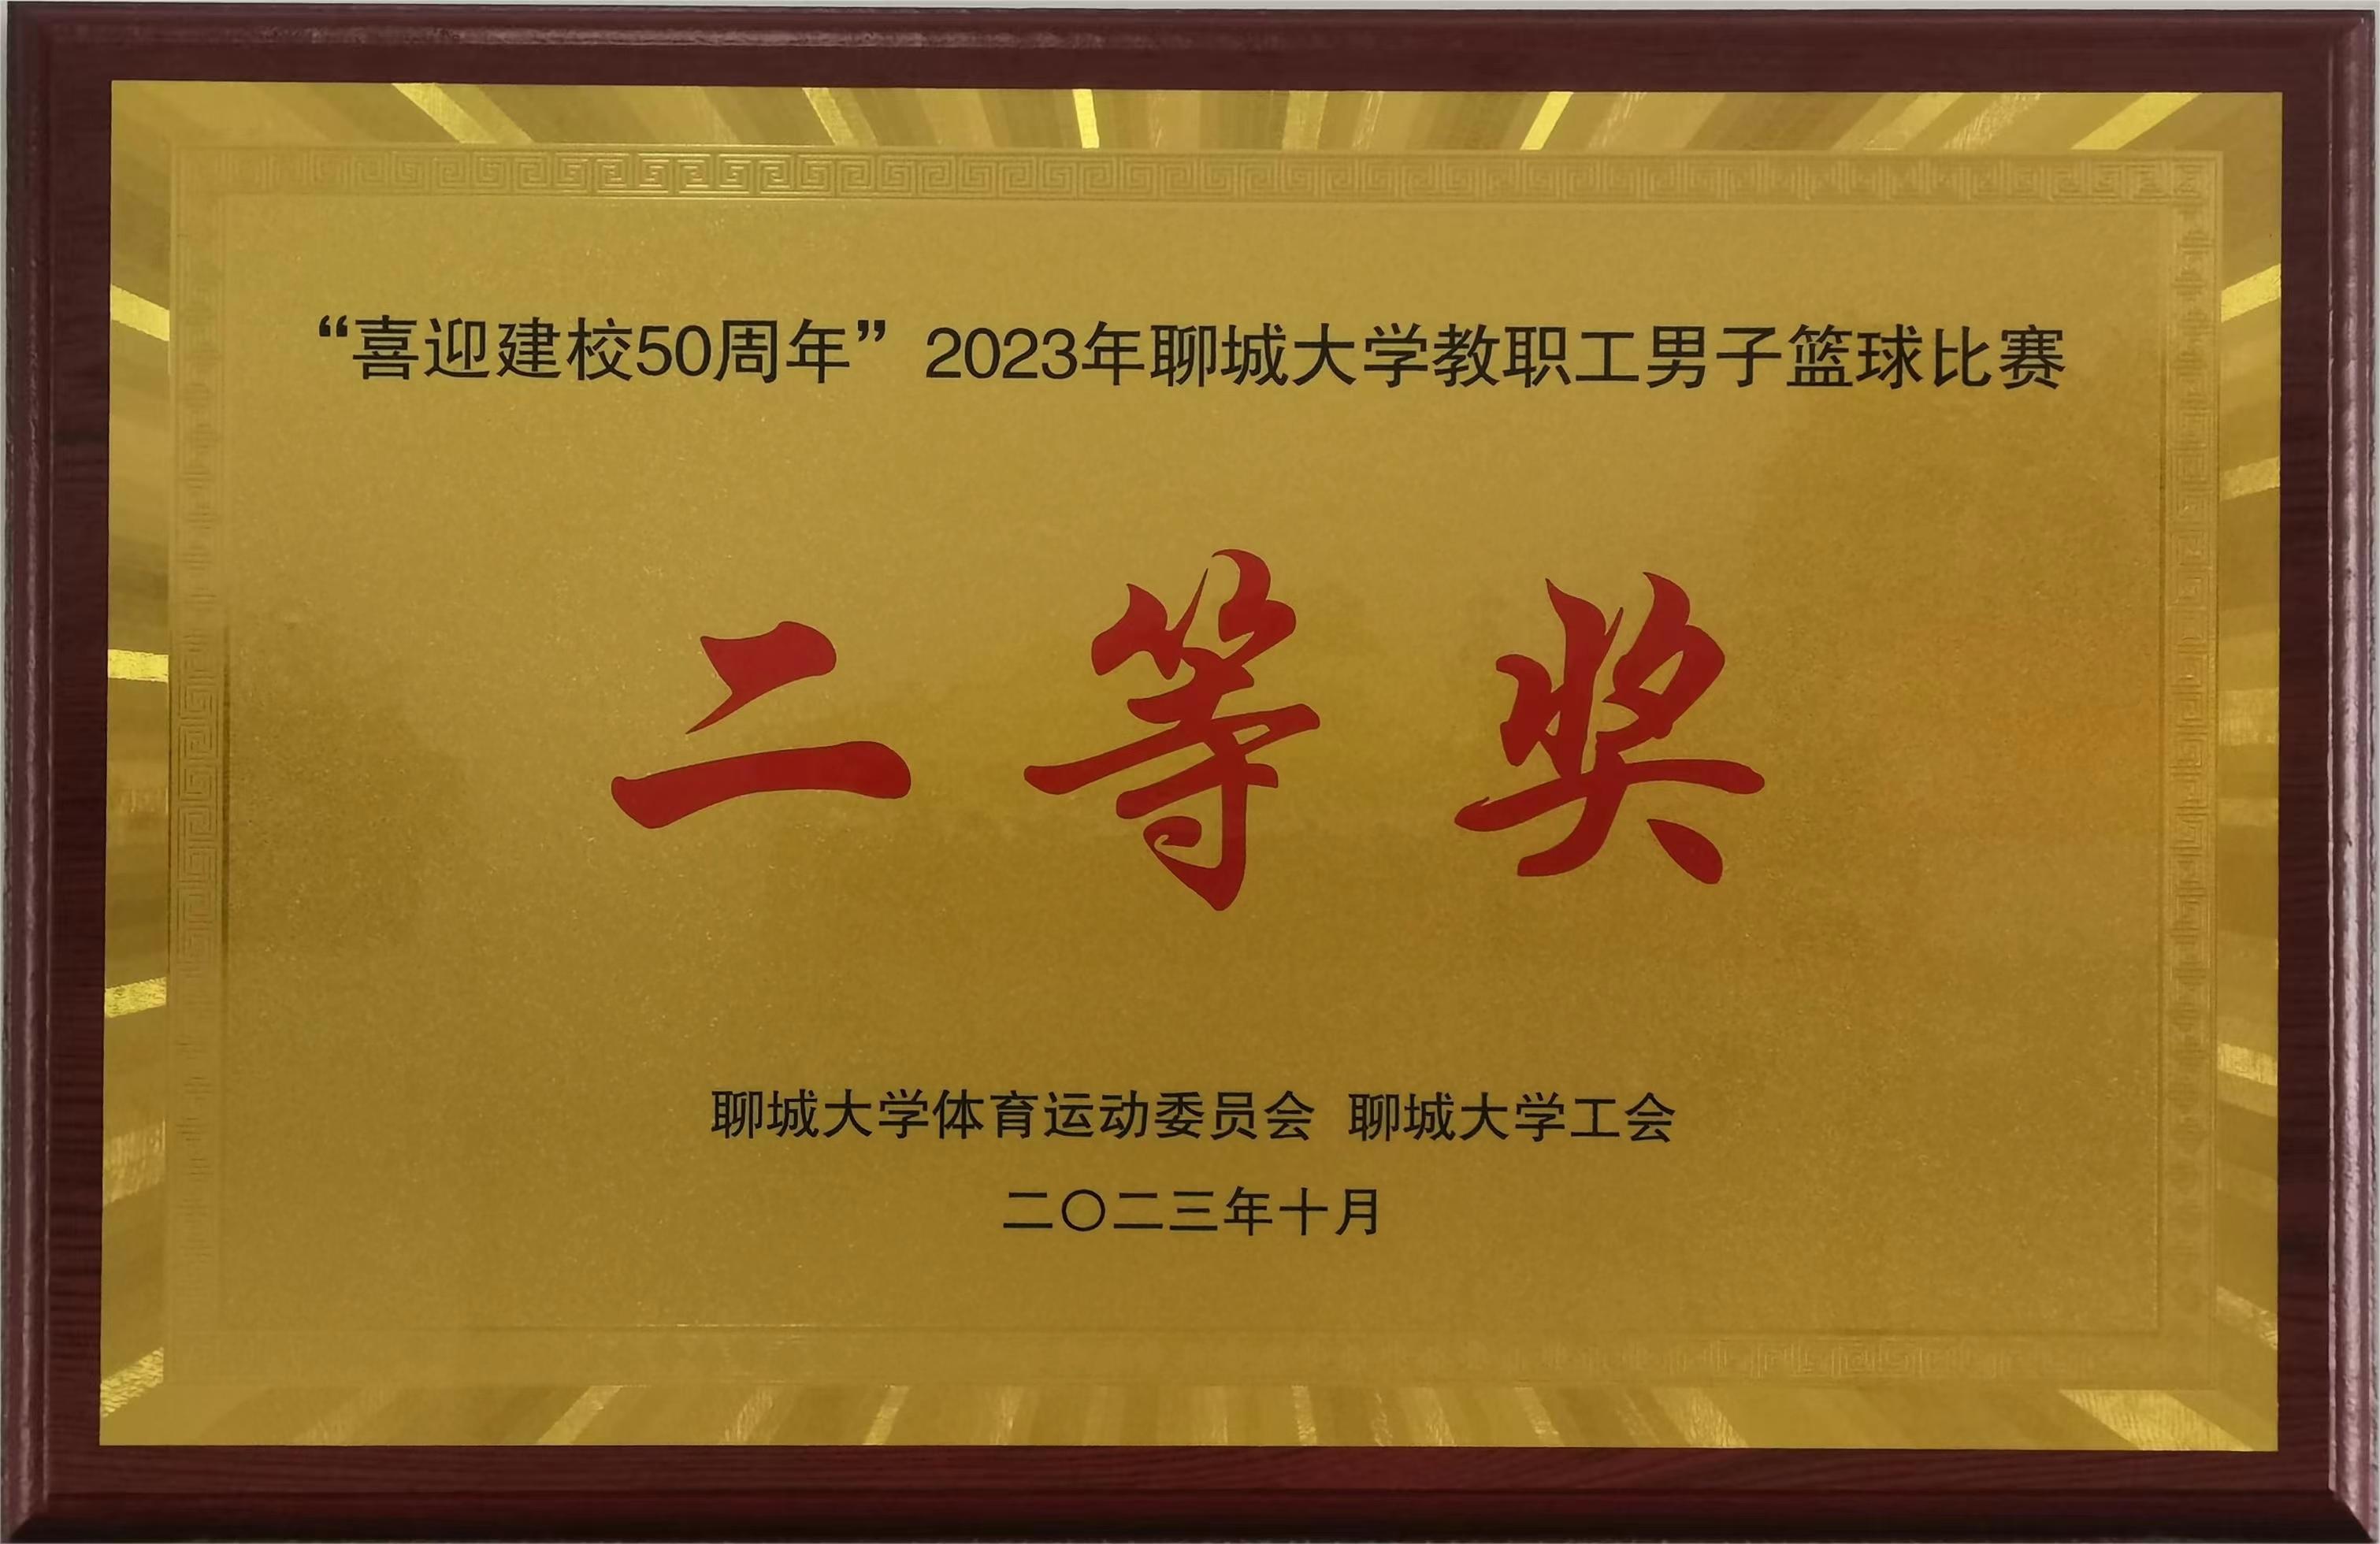 “喜迎建校50周年”2023年聊城大学教职工男子篮球比赛
二等奖
聊城大学体育运动委员会 聊城大学工会
二〇二三年十月